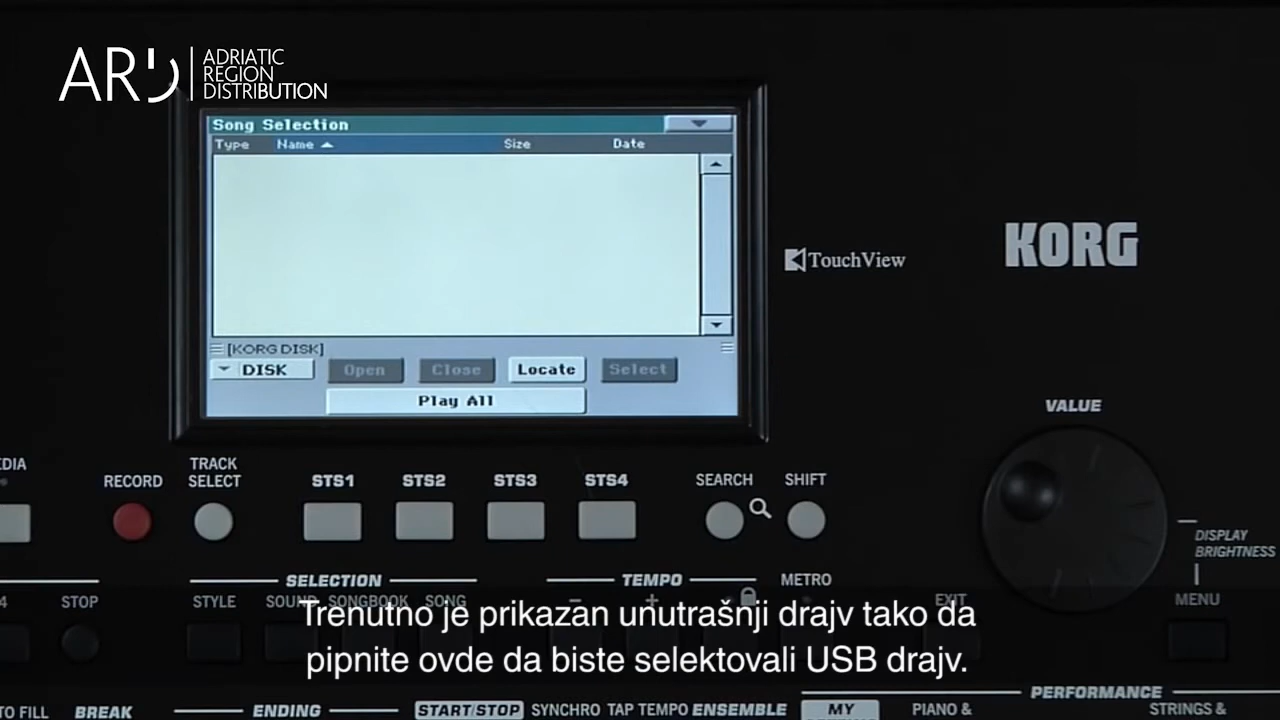 ARD
ADRIATIC
REGION
DISTRIBUTION
Song Selection
Type Name Size Date
[KORG DISK]
DISK Open Close Locate Select
Play All
TouchView
KORG
VALUE
RECORD
TRACK
SELECT
STS1 STS2 STS3 STS4
SEARCH SHIFT
DISPLAY
BRIGHTNESS
SELECTION
TEMPO
METRO
STOP
STYLE SOUND SONGBOOK SONG
EXIT
MENU
Trenutno je prikazan unutrašnji drajv tako da
pipnite ovde da biste selektovali USB drajv.
PERFORMANCE
TO FILL BREAK ENDING START/STOP SYNCHRO TAP TEMPO ENSEMBLE MY PIANO & STRINGS &